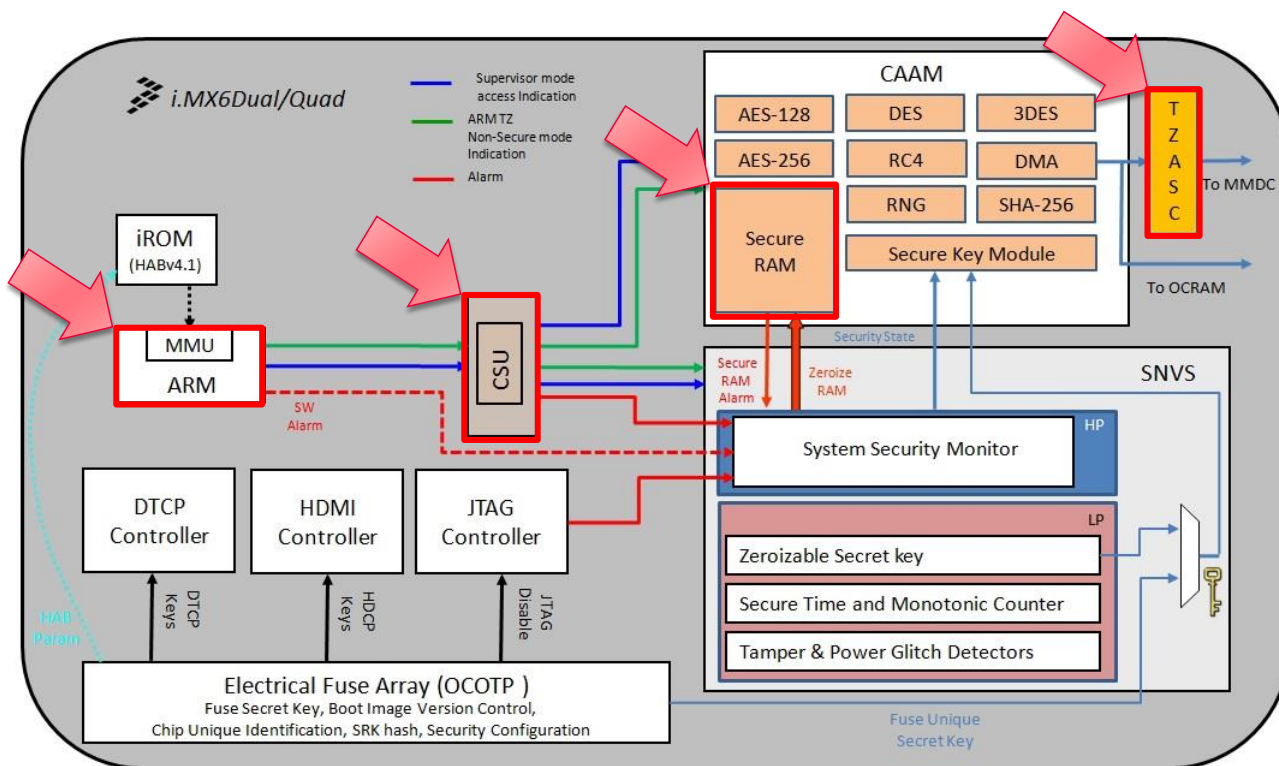 i.MX6Dual/Quad
Supervisor mode
access Indication
ARM TZ
Non-Secure mode
Indication
Alarm
CAAM
AES-128
DES
3DES
AES-256
RC4
DMA
RNG
SHA-256
Secure
RAM
Secure Key Module
T
Z
A
S
C
To MMDC
To OCRAM
iROM
(HABv4.1)
MMU
ARM
CSU
SW
Alarm
Security State
Secure
RAM
Alarm
Zeroize
RAM
SNVS
HP
System Security Monitor
LP
Zeroizable Secret key
Secure Time and Monotonic Counter
Tamper & Power Glitch Detectors
DTCP
Controller
HDMI
Controller
JTAG
Controller
HAB
Param
DTCP
Keys
HDCP
Keys
JTAG
Disable
Electrical Fuse Array (OCOTP )
Fuse Secret Key, Boot Image Version Control,
Chip Unique Identification, SRK hash, Security Configuration
Fuse Unique
Secret Key